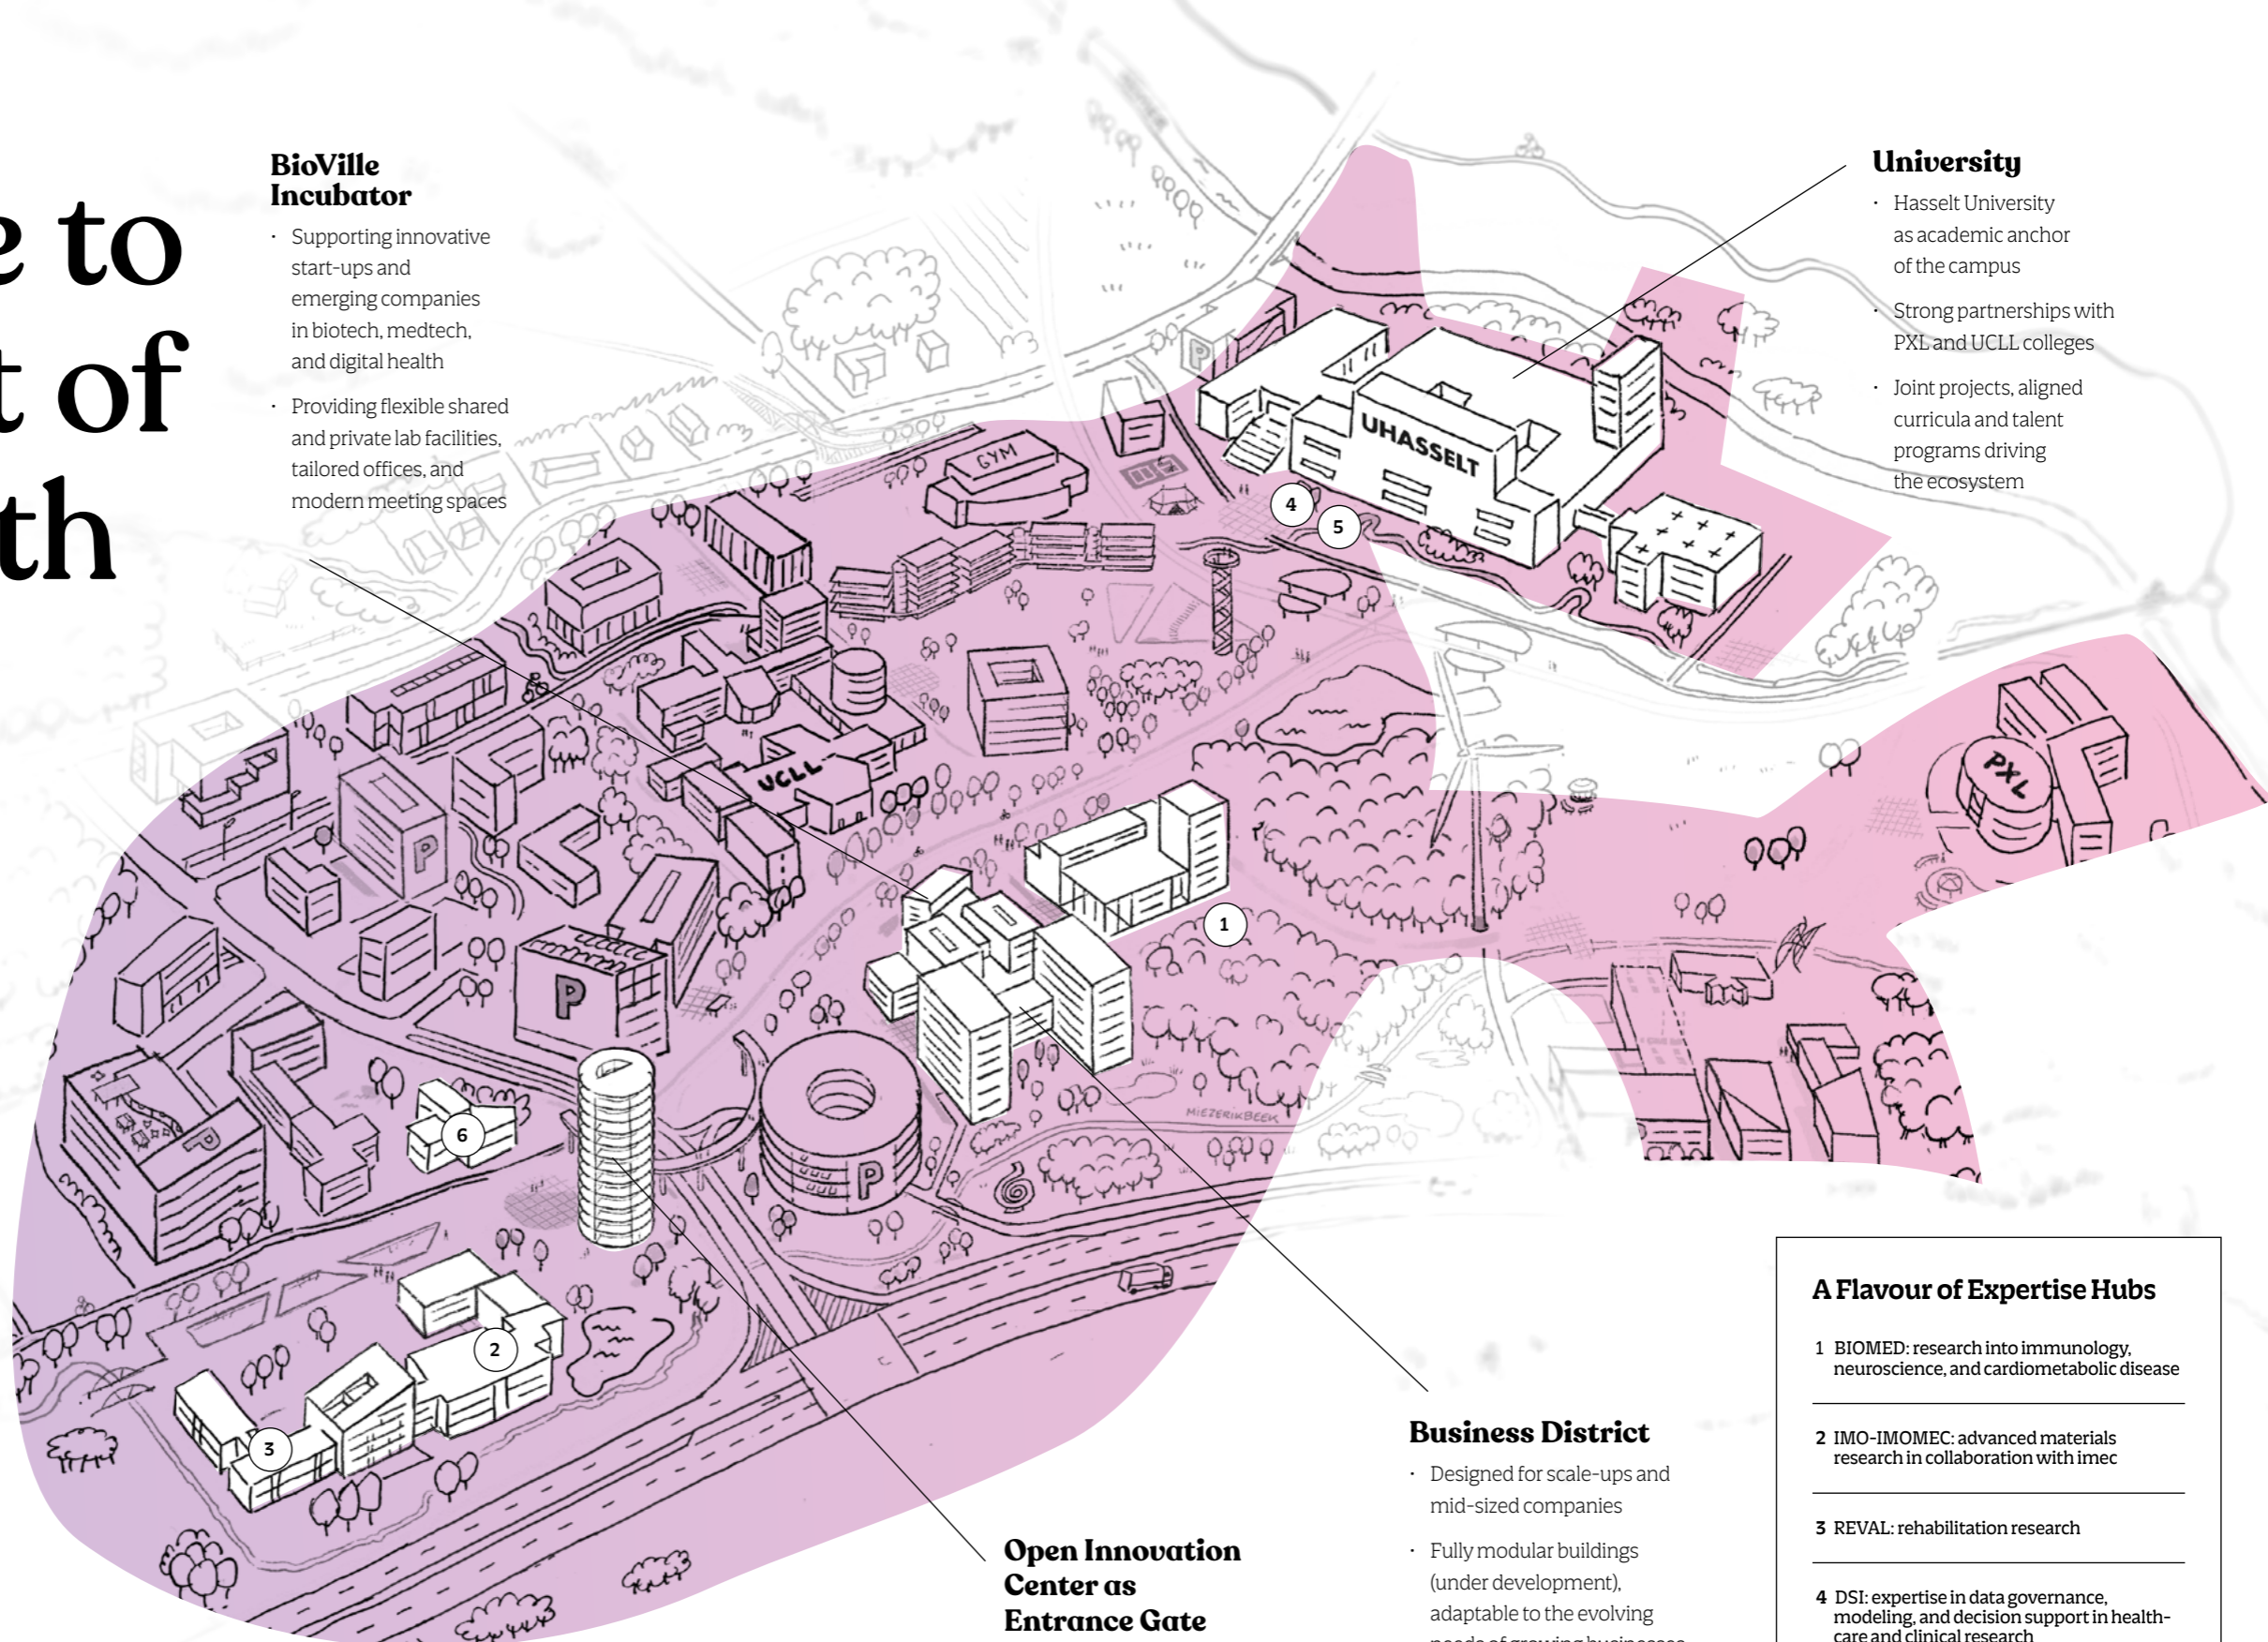 e to
t of
th
BioVille
Incubator
· Supporting innovative
start-ups and
emerging companies
in biotech, medtech,
and digital health
· Providing flexible shared
and private lab facilities,
tailored offices, and
modern meeting spaces
University
· Hasselt University
as academic anchor
of the campus
· Strong partnerships with
PXL and UCLL colleges
· Joint projects, aligned
curricula and talent
programs driving
the ecosystem
P
UHASSELT
GYM
4
5
UCLL
PXL
P
1
P
6
P
P
MIEZERIKBEEK
2
3
Open Innovation
Center as
Entrance Gate
Business District
· Designed for scale-ups and
mid-sized companies
· Fully modular buildings
(under development),
adaptable to the evolving
needs of growing businesses
A Flavour of Expertise Hubs
1 BIOMED: research into immunology,
neuroscience, and cardiometabolic disease
2 IMO-IMOMEC: advanced materials
research in collaboration with imec
3 REVAL: rehabilitation research
4 DSI: expertise in data governance,
modeling, and decision support in health-
care and clinical research